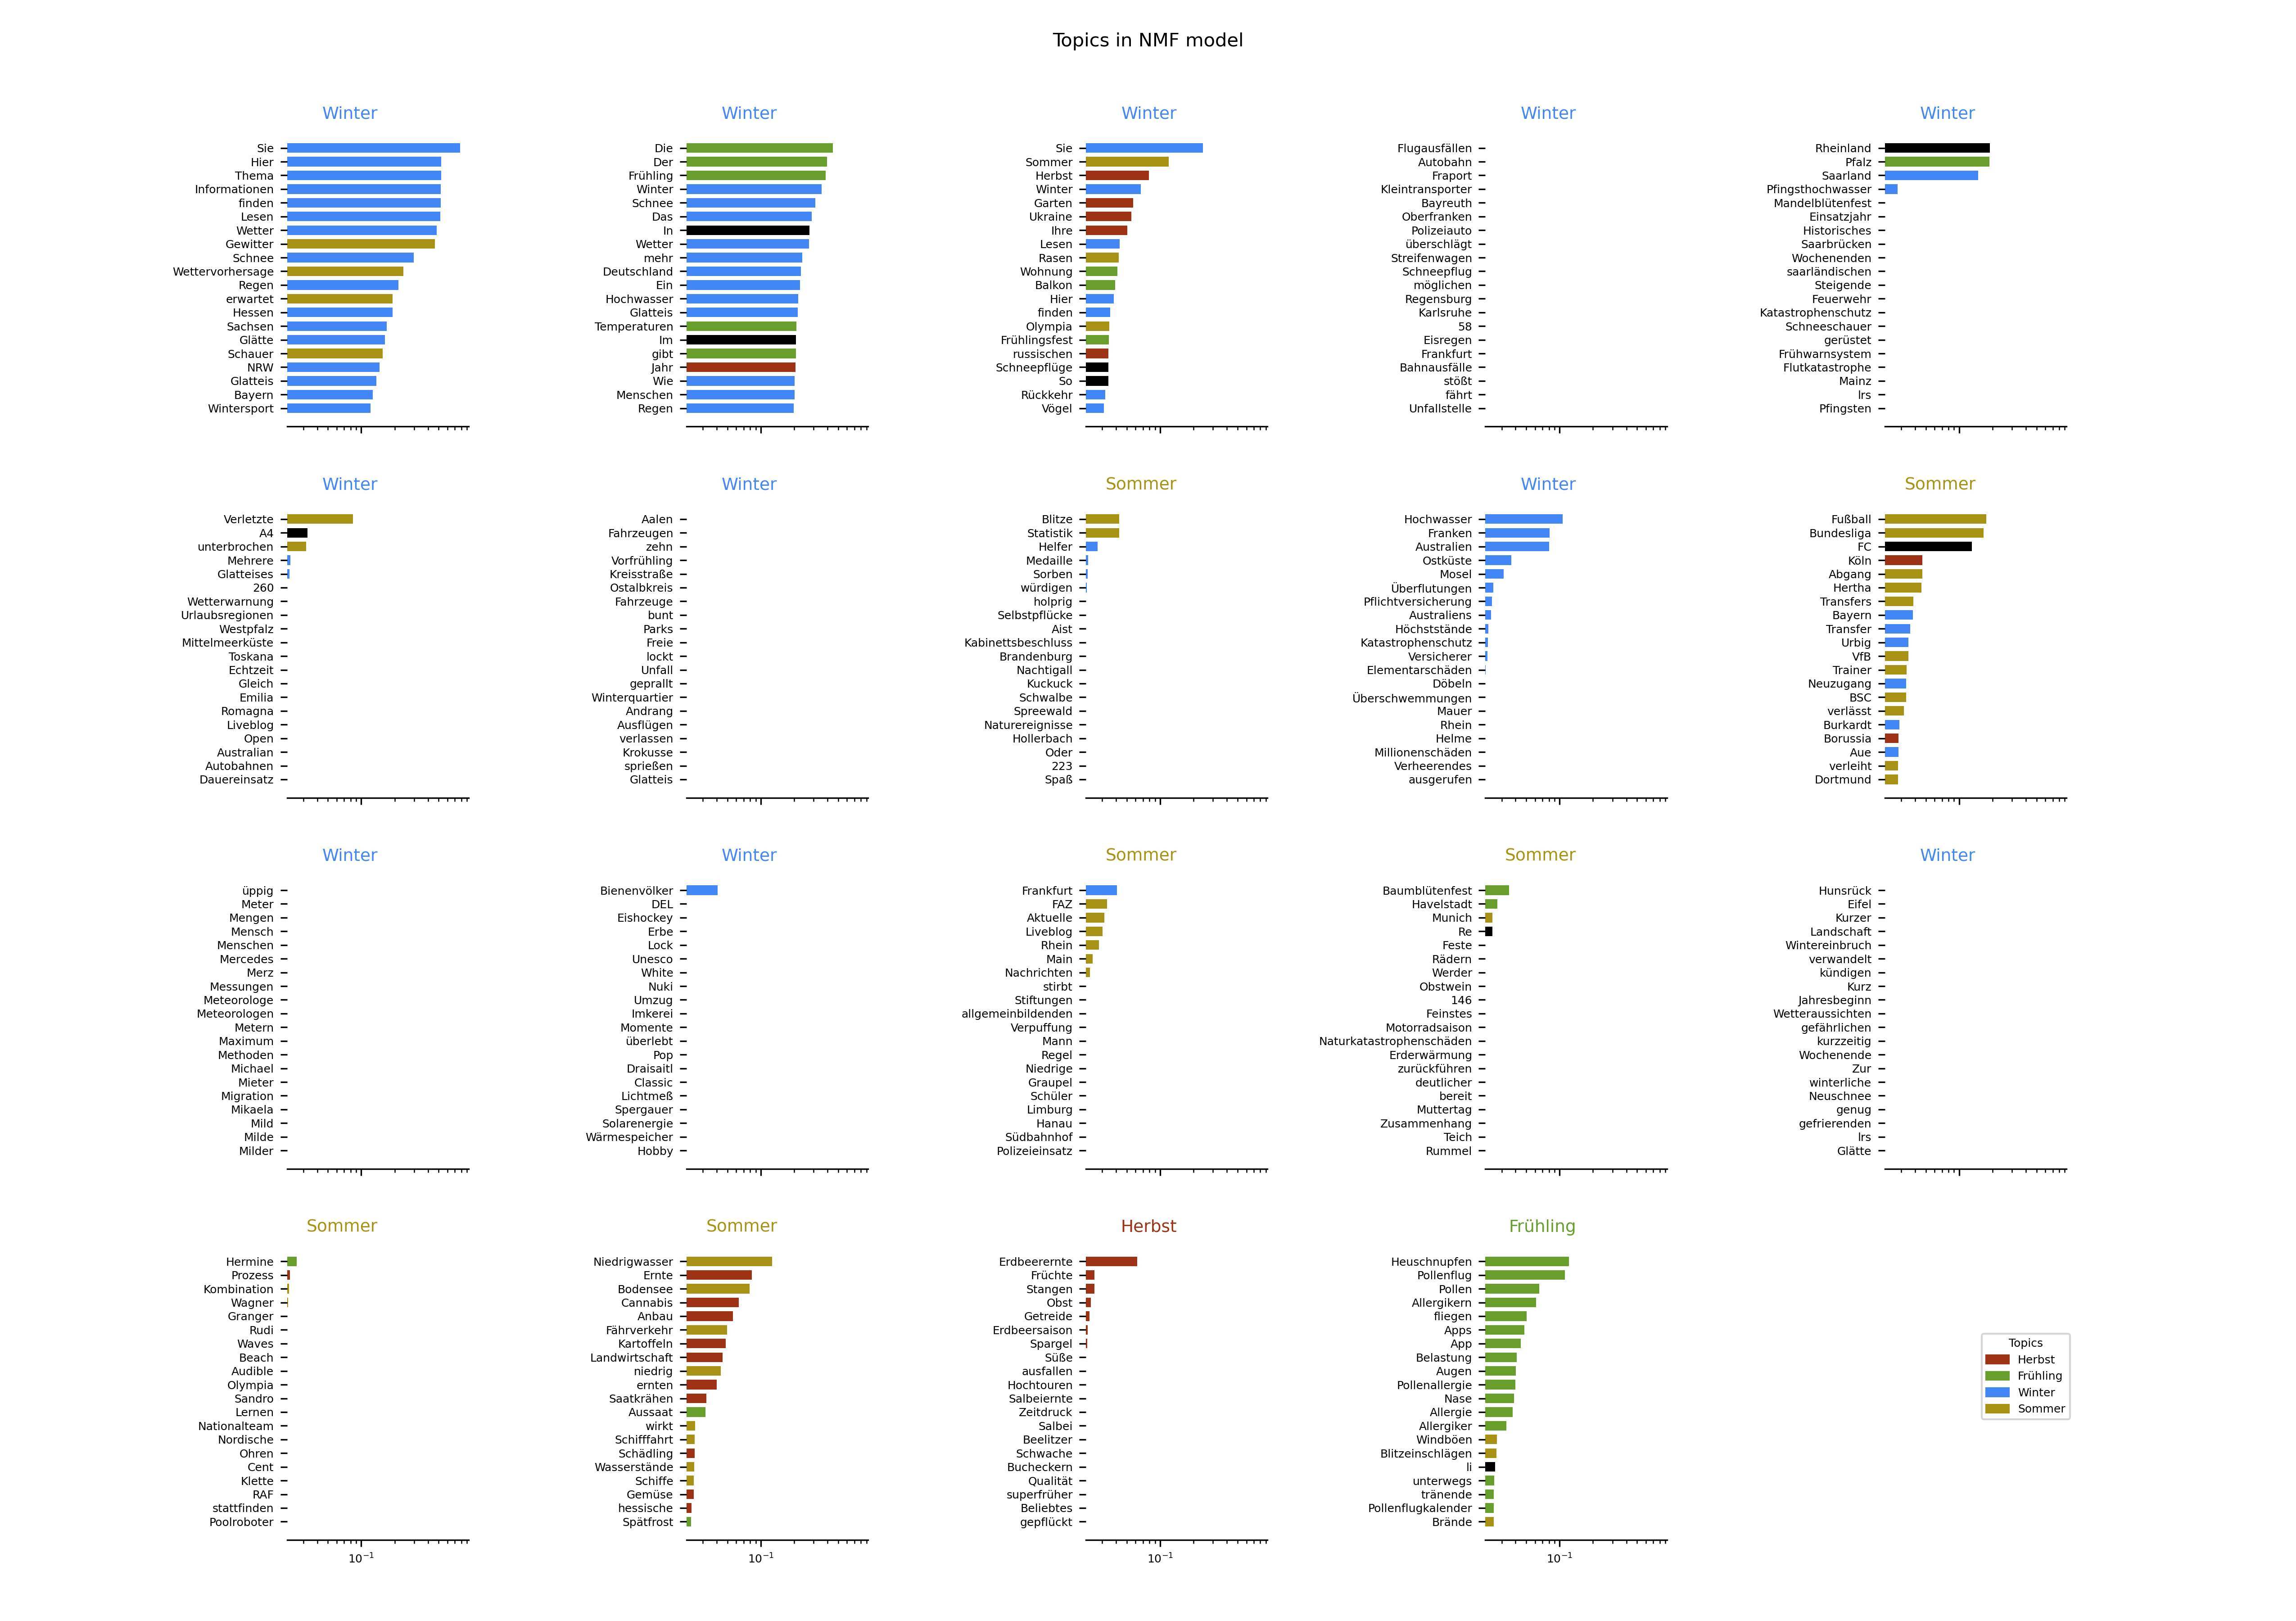 Topics in NMF model
Winter
Sie
Hier
Thema
Informationen
finden
Lesen
Wetter
Gewitter
Schnee
Wettervorhersage
Regen
erwartet
Hessen
Sachsen
Glätte
Schauer
NRW
Glatteis
Bayern
Wintersport
Winter
Die
Der
Frühling
Winter
Schnee
Das
In
Wetter
mehr
Deutschland
Ein
Hochwasser
Glatteis
Temperaturen
Im
gibt
Jahr
Wie
Menschen
Regen
Winter
Sie
Sommer
Herbst
Winter
Garten
Ukraine
Ihre
Lesen
Rasen
Wohnung
Balkon
Hier
finden
Olympia
Frühlingsfest
russischen
Schneepflüge
So
Rückkehr
Vögel
Winter
Flugausfällen
Autobahn
Fraport
Kleintransporter
Bayreuth
Oberfranken
Polizeiauto
überschlägt
Streifenwagen
Schneepflug
möglichen
Regensburg
Karlsruhe
58
Eisregen
Frankfurt
Bahnausfälle
stößt
fährt
Unfallstelle
Winter
Rheinland
Pfalz
Saarland
Pfingsthochwasser
Mandelblütenfest
Einsatzjahr
Historisches
Saarbrücken
Wochenenden
saarländischen
Steigende
Feuerwehr
Katastrophenschutz
Schneeschauer
gerüstet
Frühwarnsystem
Flutkatastrophe
Mainz
Irs
Pfingsten
Winter
Verletzte
A4
unterbrochen
Mehrere
Glatteises
260
Wetterwarnung
Urlaubsregionen
Westpfalz
Mittelmeerküste
Toskana
Echtzeit
Gleich
Emilia
Romagna
Liveblog
Open
Australian
Autobahnen
Dauereinsatz
Winter
Aalen
Fahrzeugen
zehn
Vorfrühling
Kreisstraße
Ostalbkreis
Fahrzeuge
bunt
Parks
Freie
lockt
Unfall
geprallt
Winterquartier
Andrang
Ausflügen
verlassen
Krokusse
sprießen
Glatteis
Sommer
Blitze
Statistik
Helfer
Medaille
Sorben
würdigen
holprig
Selbstpflücke
Aist
Kabinettsbeschluss
Brandenburg
Nachtigall
Kuckuck
Schwalbe
Spreewald
Naturereignisse
Hollerbach
Oder
223
Spaß
Winter
Hochwasser
Franken
Australien
Ostküste
Mosel
Überflutungen
Pflichtversicherung
Australiens
Höchststände
Katastrophenschutz
Versicherer
Elementarschäden
Döbeln
Überschwemmungen
Mauer
Rhein
Helme
Millionenschäden
Verheerendes
ausgerufen
Sommer
Fußball
Bundesliga
FC
Köln
Abgang
Hertha
Transfers
Bayern
Transfer
Urbig
VfB
Trainer
Neuzugang
BSC
verlässt
Burkardt
Borussia
Aue
verleiht
Dortmund
Winter
üppig
Meter
Mengen
Mensch
Menschen
Mercedes
Merz
Messungen
Meteorologe
Meteorologen
Metern
Maximum
Methoden
Michael
Mieter
Migration
Mikaela
Mild
Milde
Milder
Winter
Bienenvölker
DEL
Eishockey
Erbe
Lock
Unesco
White
Nuki
Umzug
Imkerei
Momente
überlebt
Pop
Draisaitl
Classic
Lichtmeß
Spergauer
Solarenergie
Wärmespeicher
Hobby
Sommer
Frankfurt
FAZ
Aktuelle
Liveblog
Rhein
Main
Nachrichten
stirbt
Stiftungen
allgemeinbildenden
Verpuffung
Mann
Regel
Niedrige
Graupel
Schüler
Limburg
Hanau
Südbahnhof
Polizeieinsatz
Sommer
Baumblütenfest
Havelstadt
Munich
Re
Feste
Rädern
Werder
Obstwein
146
Feinstes
Motorradsaison
Naturkatastrophenschäden
Erderwärmung
zurückführen
deutlicher
bereit
Muttertag
Zusammenhang
Teich
Rummel
Winter
Hunsrück
Eifel
Kurzer
Landschaft
Wintereinbruch
verwandelt
kündigen
Kurz
Jahresbeginn
Wetteraussichten
gefährlichen
kurzzeitig
Wochenende
Zur
winterliche
Neuschnee
genug
gefrierenden
Irs
Glätte
Sommer
Hermine
Prozess
Kombination
Wagner
Granger
Rudi
Waves
Beach
Audible
Olympia
Sandro
Lernen
Nationalteam
Nordische
Ohren
Cent
Klette
RAF
stattfinden
Poolroboter
10⁻¹
Sommer
Niedrigwasser
Ernte
Bodensee
Cannabis
Anbau
Fährverkehr
Kartoffeln
Landwirtschaft
niedrig
ernten
Saatkrähen
Aussaat
wirkt
Schifffahrt
Schädling
Wasserstände
Schiffe
Gemüse
hessische
Spätfrost
10⁻¹
Herbst
Erdbeerernte
Früchte
Stangen
Obst
Getreide
Erdbeersaison
Spargel
Süße
ausfallen
Hochtouren
Salbeiernte
Zeitdruck
Salbei
Beelitzer
Schwache
Bucheckern
Qualität
superfrüher
Beliebtes
gepflückt
10⁻¹
Frühling
Heuschnupfen
Pollenflug
Pollen
Allergikern
fliegen
Apps
App
Belastung
Augen
Pollenallergie
Nase
Allergie
Allergiker
Windböen
Blitzeinschlägen
li
unterwegs
tränende
Pollenflugkalender
Brände
10⁻¹
Topics
Herbst
Frühling
Winter
Sommer